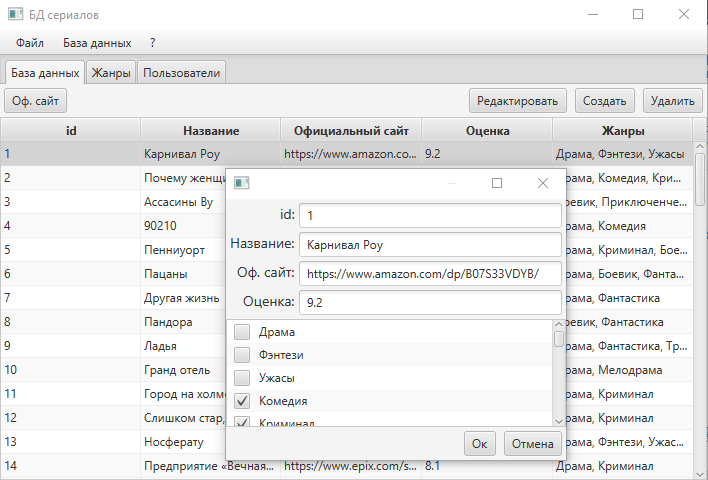 БД сериалов
Файл База данных ?
База данных Жанры Пользователи
Оф. сайт Редактировать Создать Удалить
id Название Официальный сайт Оценка Жанры
1 Карнивал Роу https://www.amazon.co... 9.2 Драма, Фэнтези, Ужасы
2 Почему женщи рама, Комедия, Кри...
3 Ассасины Ву оевик, Приключенче...
4 90210 рама, Комедия
5 Пенниуорт рама, Криминал, Бое...
6 Пацаны рама, Боевик, Фанта...
7 Другая жизнь рама, Фантастика
8 Пандора оевик, Фантастика
9 Ладья рама, Фантастика, Тр...
10 Гранд отель рама, Мелодрама
11 Город на холм рама, Криминал
12 Слишком стар, рама, Криминал
13 Носферату рама, Фэнтези, Ужас...
14 Предприятие «Вечная... https://www.epix.com/s... 8.1 Драма, Криминал
id: 1
Название: Карнивал Роу
Оф. сайт: https://www.amazon.com/dp/B07S33VDYB/
Оценка: 9.2
Драма
Фэнтези
Ужасы
Комедия
Криминал
Ок Отмена